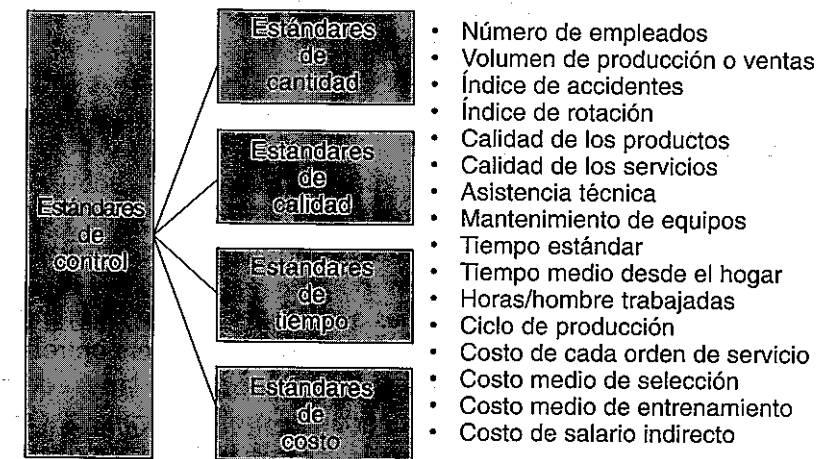 Estándares
de
control
Estándares
de
cantidad
• Número de empleados
• Volumen de producción o ventas
• Índice de accidentes
• Índice de rotación
Estándares
de
calidad
• Calidad de los productos
• Calidad de los servicios
• Asistencia técnica
• Mantenimiento de equipos
Estándares
de
tiempo
• Tiempo estándar
• Tiempo medio desde el hogar
• Horas/hombre trabajadas
• Ciclo de producción
Estándares
de
costo
• Costo de cada orden de servicio
• Costo medio de selección
• Costo medio de entrenamiento
• Costo de salario indirecto